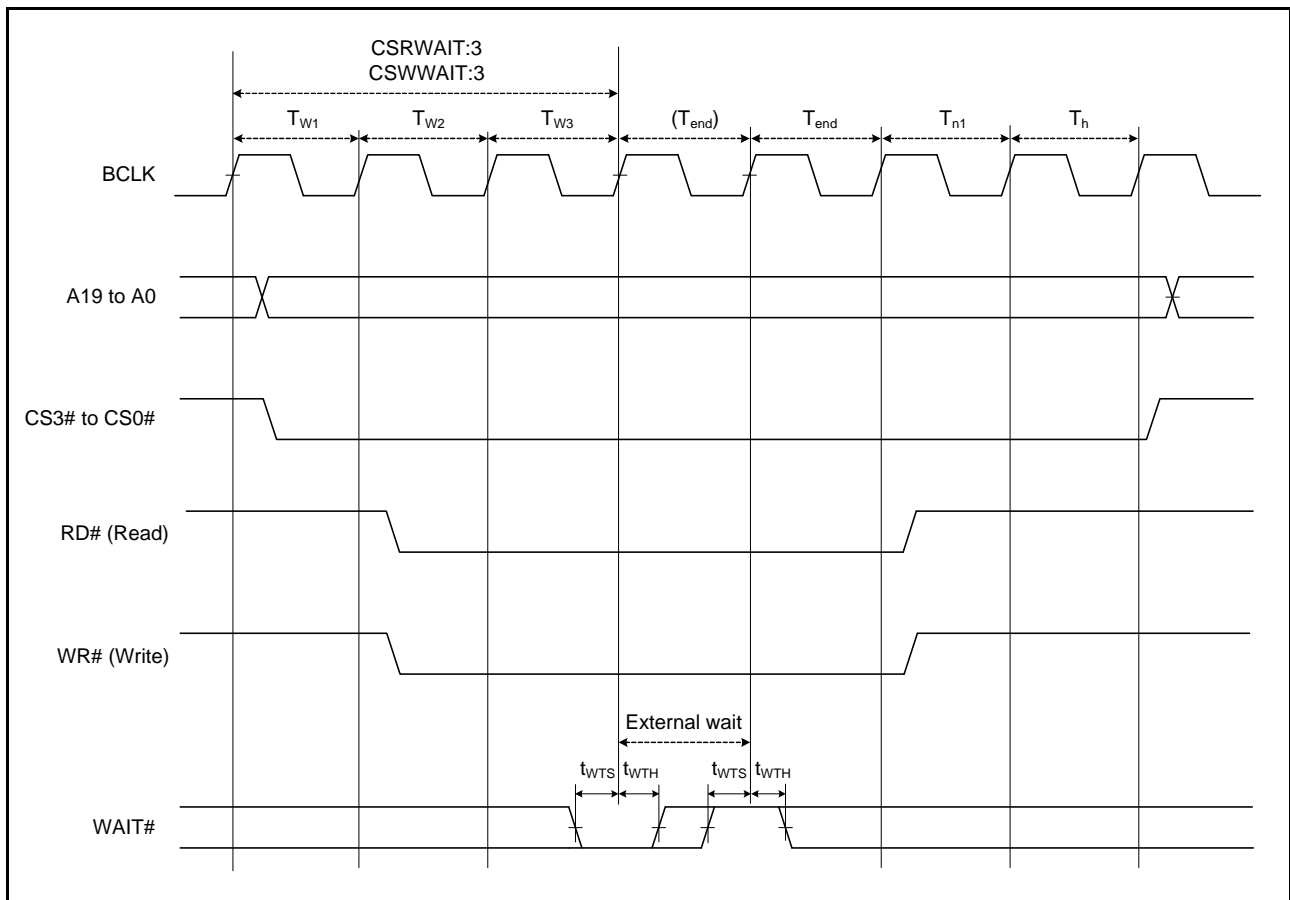 CSRWAIT:3
CSWWAIT:3
TW1 TW2 TW3 (Tend) Tend Tn1 Th
BCLK
A19 to A0
CS3# to CS0#
RD# (Read)
WR# (Write)
External wait
tWTS tWTH tWTS tWTH
WAIT#